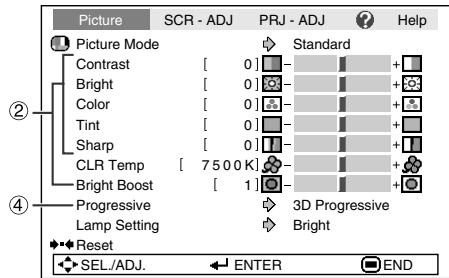 Picture SCR - ADJ PRJ - ADJ ? Help
Picture Mode Standard
Contrast [ 0] - +
Bright [ 0] - +
② Color [ 0] - +
Tint [ 0] - +
Sharp [ 0] - +
CLR Temp [ 7500K] - +
Bright Boost [ 1] - +
④ Progressive 3D Progressive
Lamp Setting Bright
Reset
SEL./ADJ. ENTER END